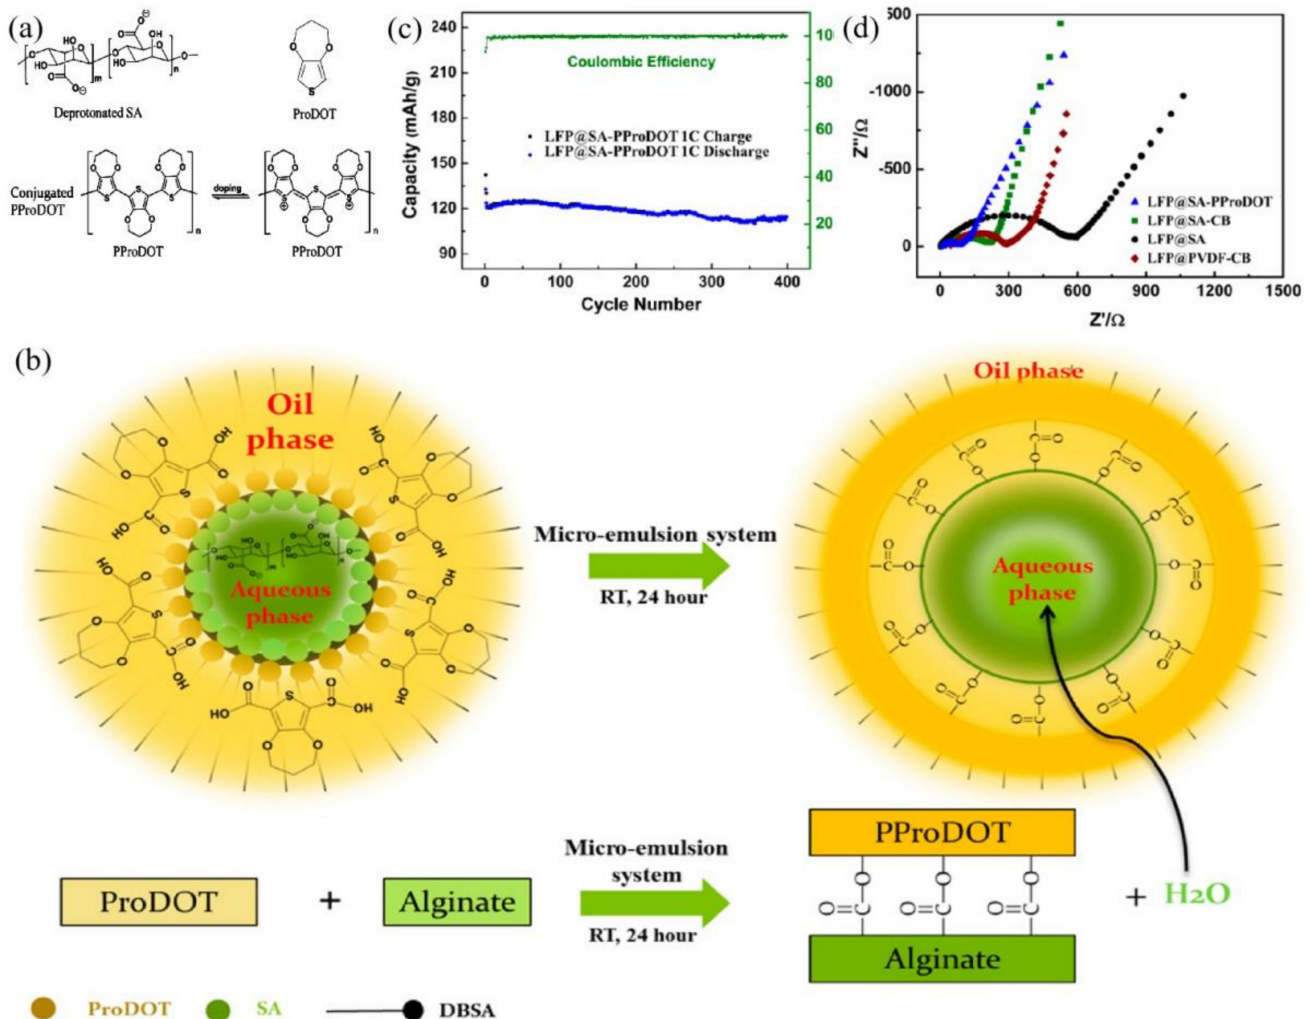 (a)
Deprotonated SA
ProDOT
Conjugated
PProDOT
doping
PProDOT
PProDOT
(c)
240
210
180
150
120
90
Capacity (mAh/g)
Coulombic Efficiency
LFP@SA-PProDOT 1C Charge
LFP@SA-PProDOT 1C Discharge
10
80
60
40
20
0 100 200 300 400
Cycle Number
(d)
500
-1000
-500
0
Z''/Ω
LFP@SA-PProDOT
LFP@SA-CB
LFP@SA
LFP@PVDF-CB
0 300 600 900 1200 1500
Z'/Ω
(b)
Oil
phase
Aqueous
phase
Micro-emulsion system
RT, 24 hour
Oil phase
Aqueous
phase
ProDOT
+
Alginate
Micro-emulsion
system
RT, 24 hour
PProDOT
Alginate
+ H2O
ProDOT
SA
DBSA